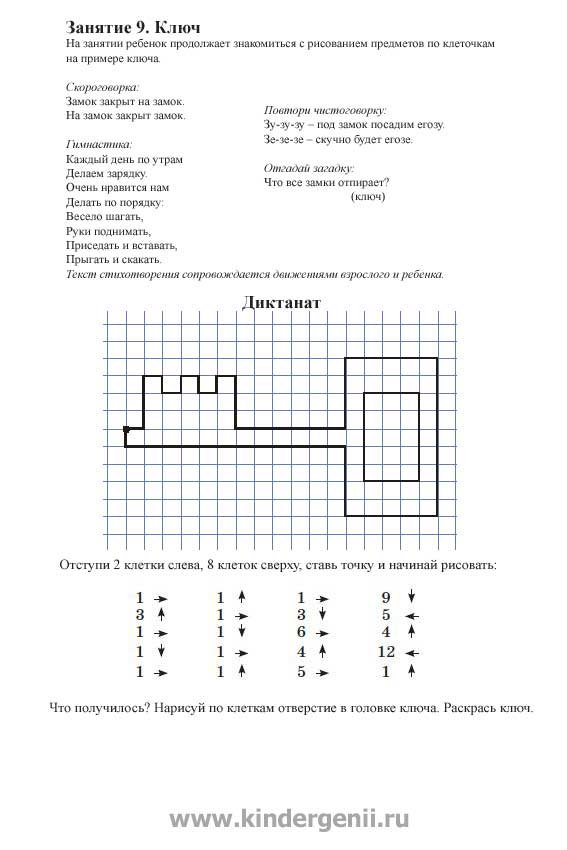 Занятие 9. Ключ
На занятии ребенок продолжает знакомиться с рисованием предметов по клеточкам
на примере ключа.
Скороговорка:
Замок закрыт на замок.
На замок закрыт замок.
Гимнастика:
Каждый день по утрам
Делаем зарядку.
Очень нравится нам
Делать по порядку:
Весело шагать,
Руки поднимать,
Приседать и вставать,
Прыгать и скакать.
Повтори чистоговорку:
Зу-зу-зу – под замок посадим егозу.
Зе-зе-зе – скучно будет егозе.
Отгадай загадку:
Что все замки отпирает?
(ключ)
Текст стихотворения сопровождается движениями взрослого и ребенка.
Диктанат
Отступи 2 клетки слева, 8 клеток сверху, ставь точку и начинай рисовать:
1 → 1 ↑ 1 → 9 ↓
3 ↑ 1 → 3 ↓ 5 ←
1 → 1 ↓ 6 → 4 ↑
1 ↓ 1 → 4 ↑ 12 ←
1 → 1 ↑ 5 → 1 ↑
Что получилось? Нарисуй по клеткам отверстие в головке ключа. Раскрась ключ.
www.kindergenii.ru